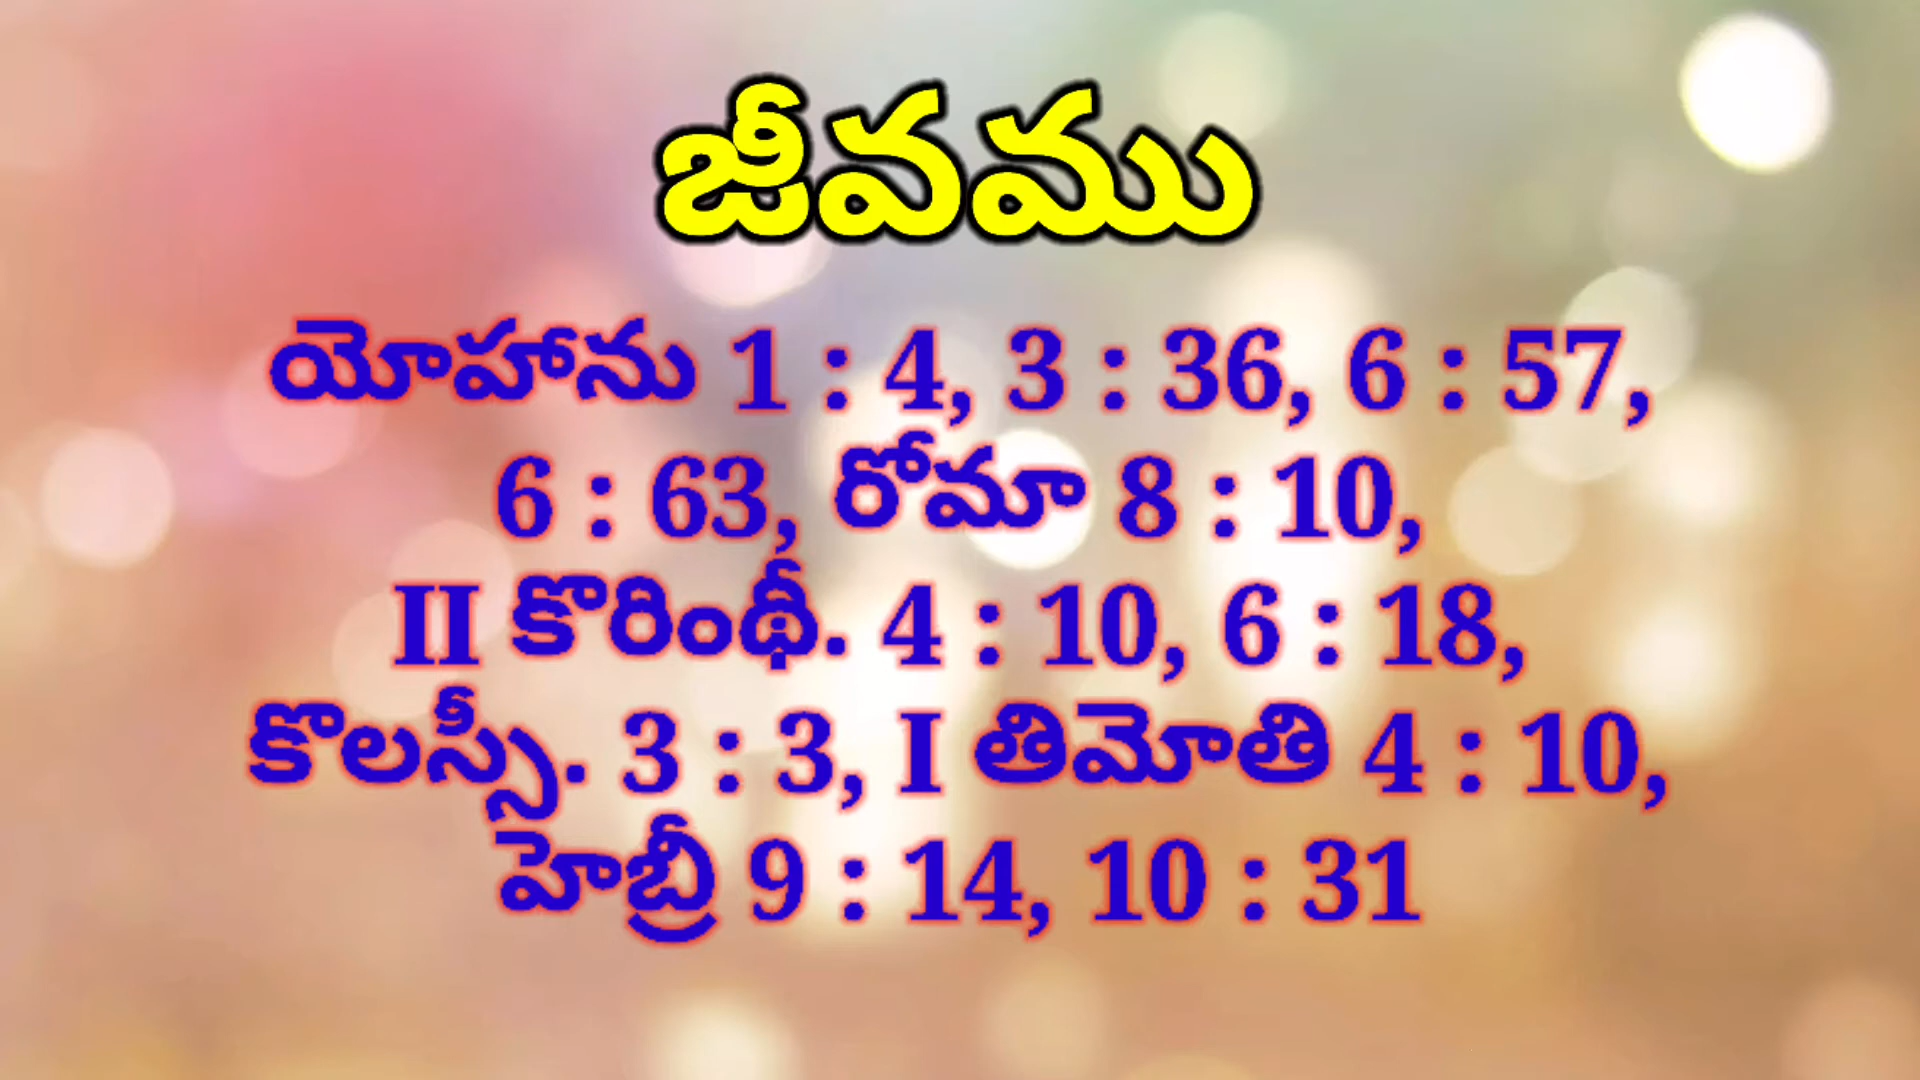 జీవము
యోహాను 1 : 4, 3 : 36, 6 : 57,
6 : 63, రోమా 8 : 10,
II కొరింథీ. 4 : 10, 6 : 18,
కొలస్సీ. 3 : 3, I తిమోతి 4 : 10,
హెబ్రీ 9 : 14, 10 : 31